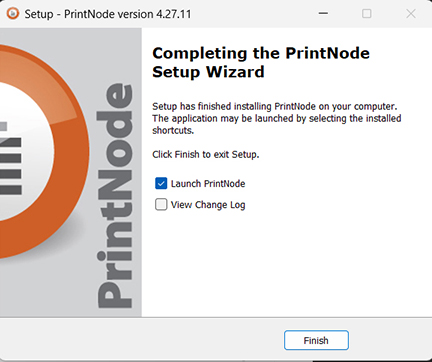 Setup - PrintNode version 4.27.11
PrintNode
Completing the PrintNode
Setup Wizard
Setup has finished installing PrintNode on your computer.
The application may be launched by selecting the installed
shortcuts.
Click Finish to exit Setup.
Launch PrintNode
View Change Log
Finish